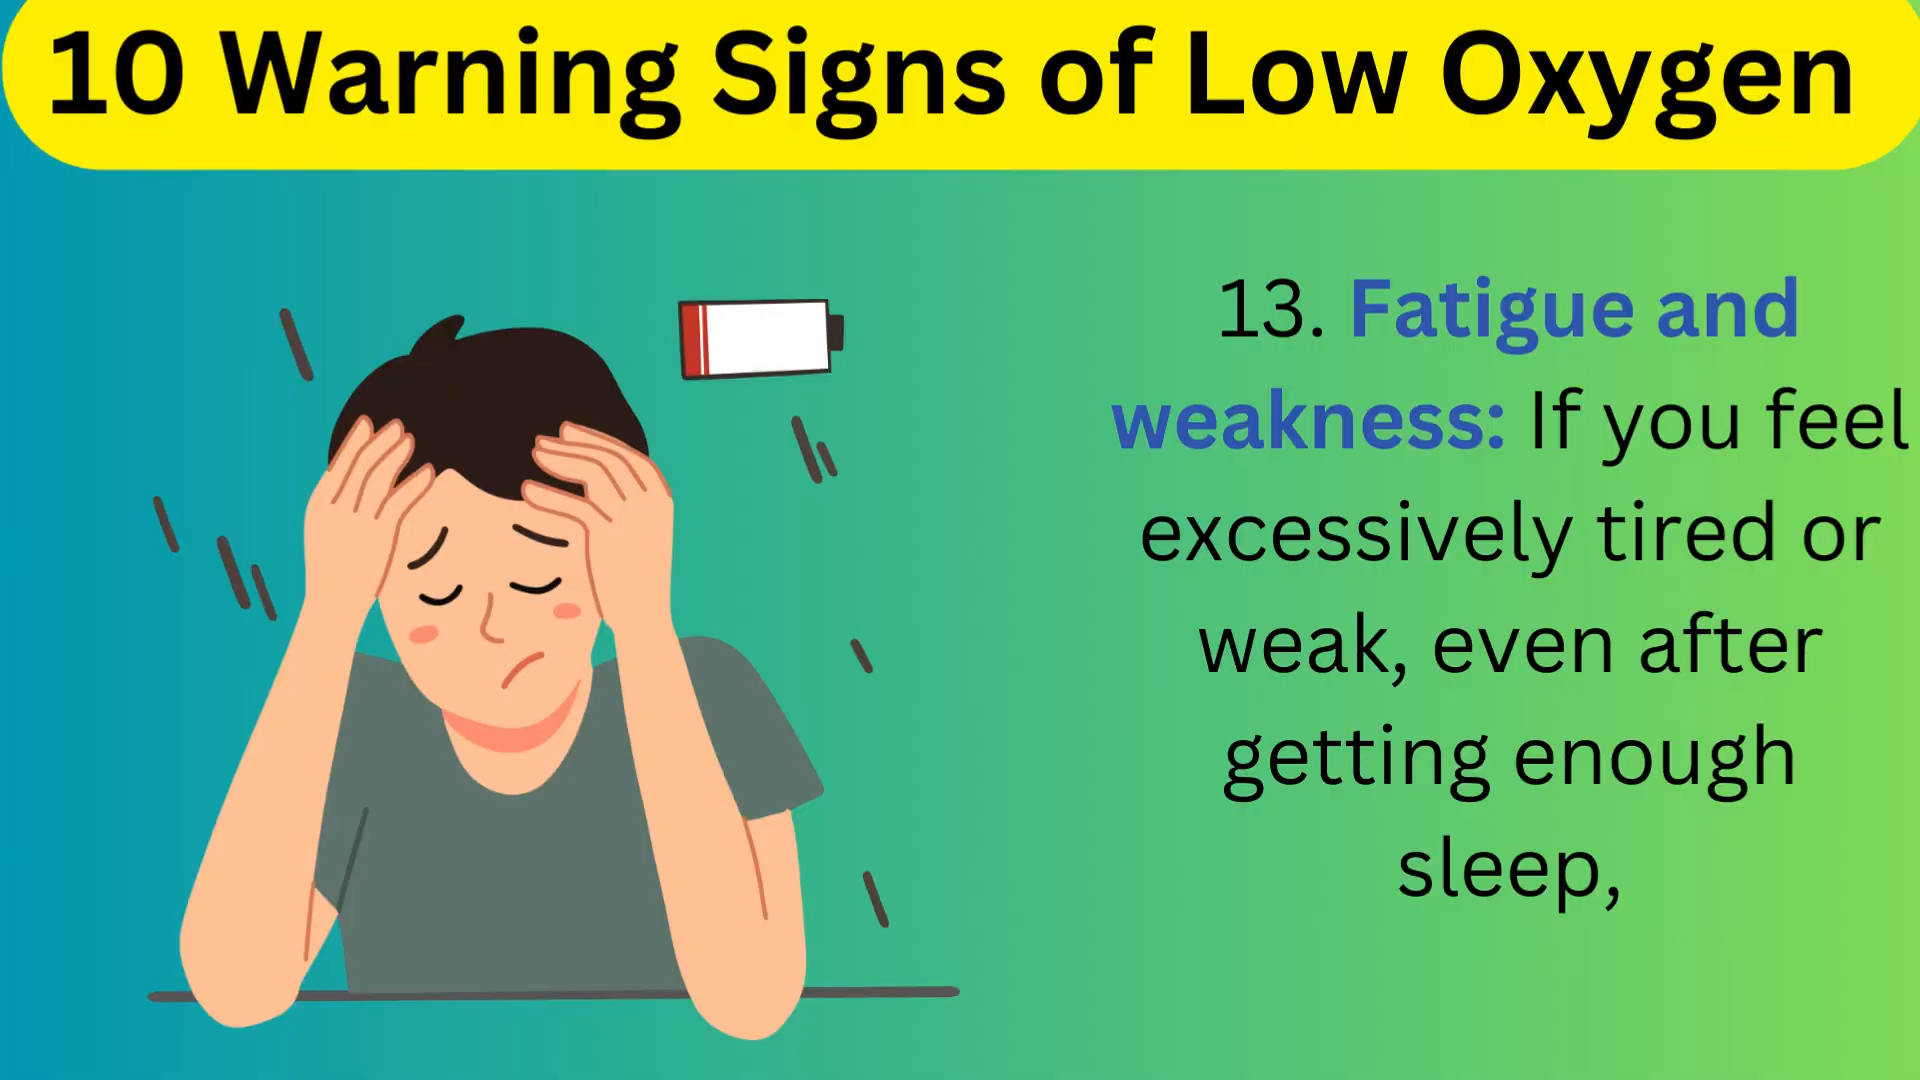 10 Warning Signs of Low Oxygen
13. Fatigue and
weakness: If you feel
excessively tired or
weak, even after
getting enough
sleep,